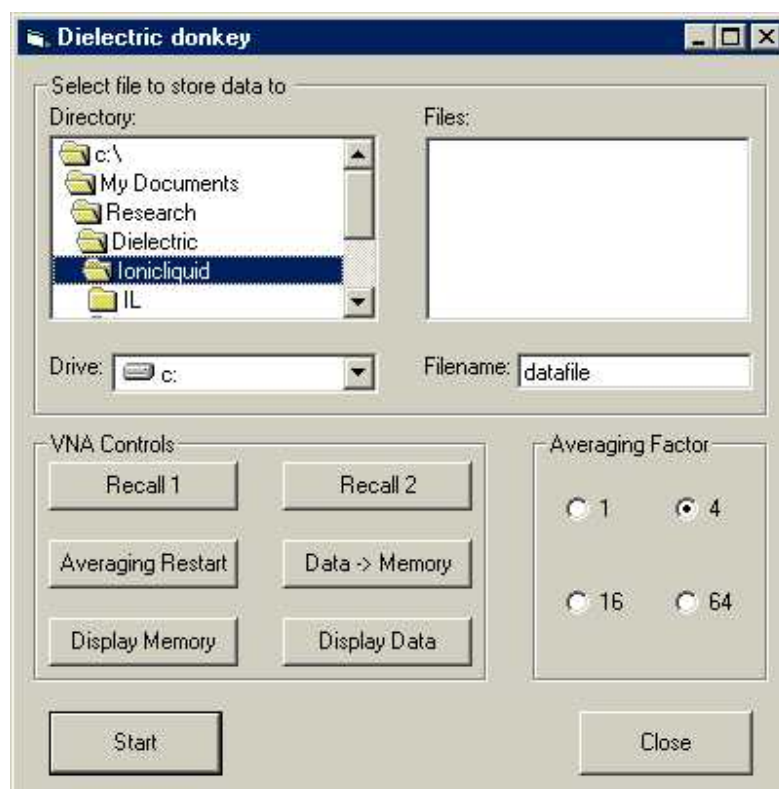 Dielectric donkey
Select file to store data to
Directory:
Files:
c:\
My Documents
Research
Dielectric
Ionicliquid
IL
Drive:
c:
Filename:
datafile
VNA Controls
Recall 1
Recall 2
Averaging Restart
Data -> Memory
Display Memory
Display Data
Averaging Factor
1
4
16
64
Start
Close